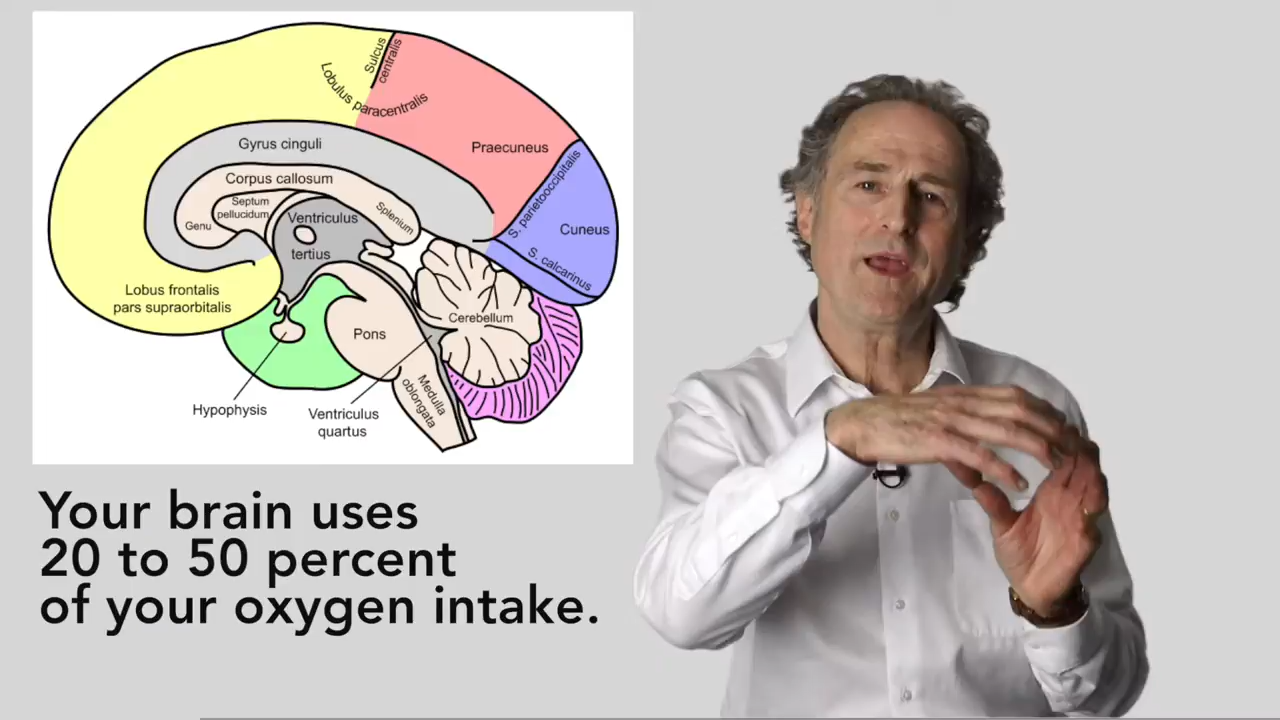 Sulcus
centralis
Lobulus paracentralis
Gyrus cinguli
Praecuneus
Corpus callosum
S. parietooccipitalis
Septum
pellucidum
Splenium
Genu
Ventriculus
tertius
Cuneus
S. calcarinus
Lobus frontalis
pars supraorbitalis
Pons
Cerebellum
Medulla
oblongata
Hypophysis
Ventriculus
quartus
Your brain uses
20 to 50 percent
of your oxygen intake.